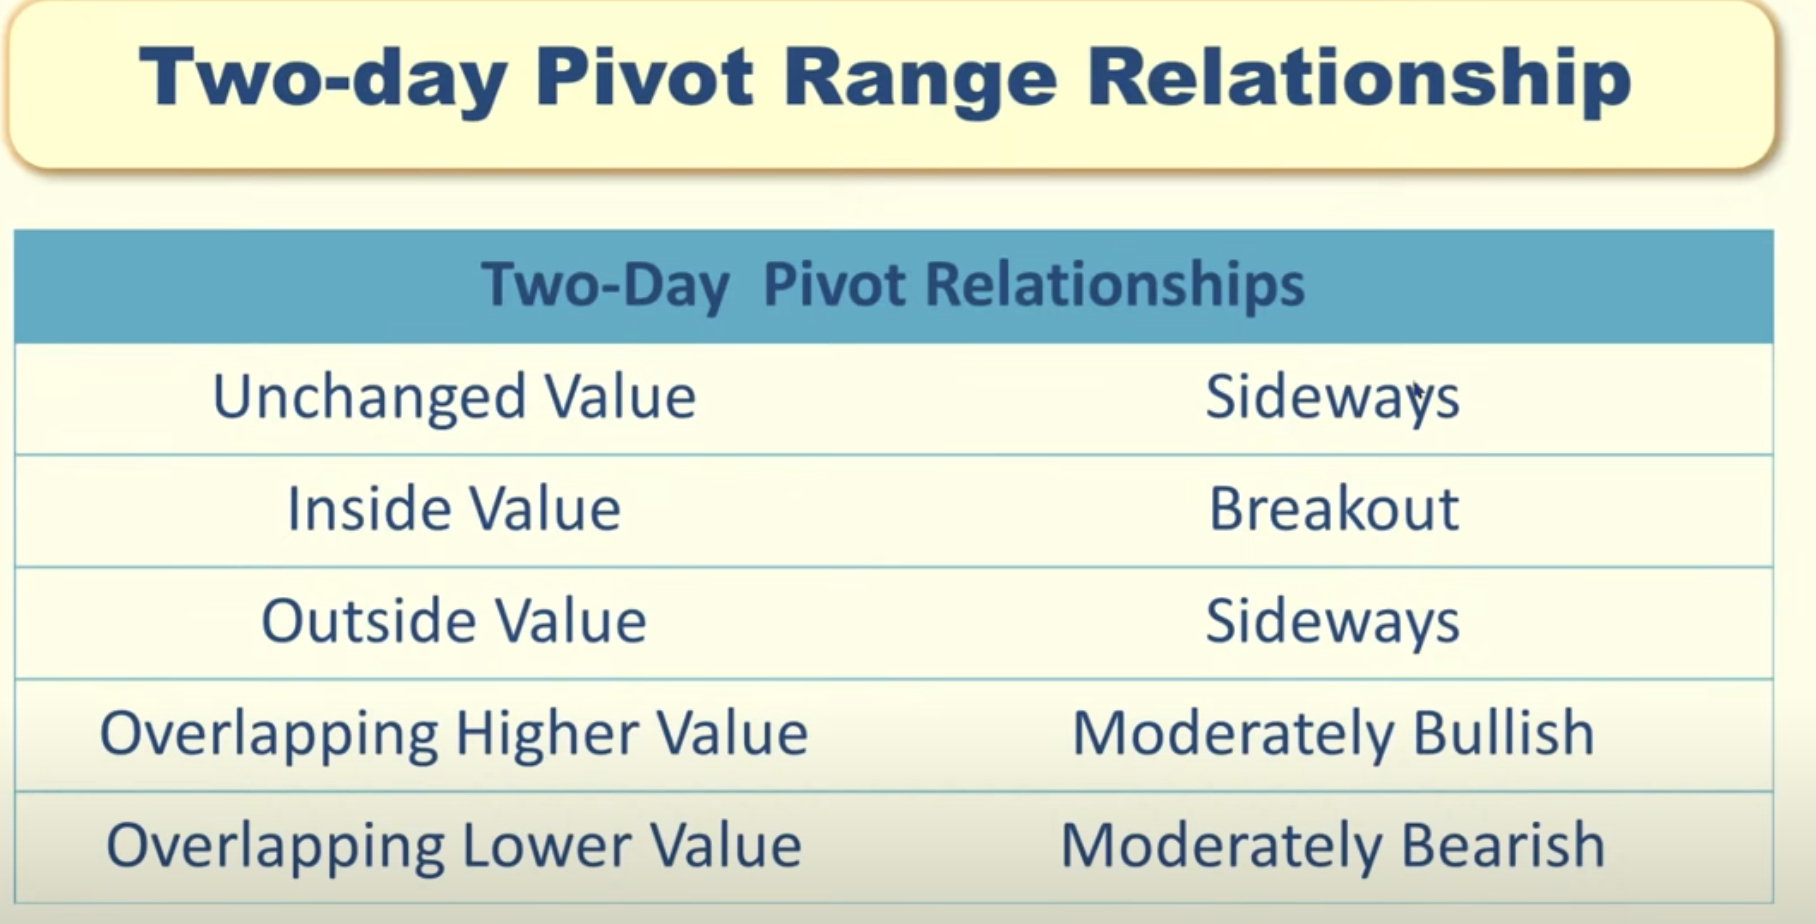 Two-day Pivot Range Relationship
Two-Day Pivot Relationships
Unchanged Value Sideways
Inside Value Breakout
Outside Value Sideways
Overlapping Higher Value Moderately Bullish
Overlapping Lower Value Moderately Bearish